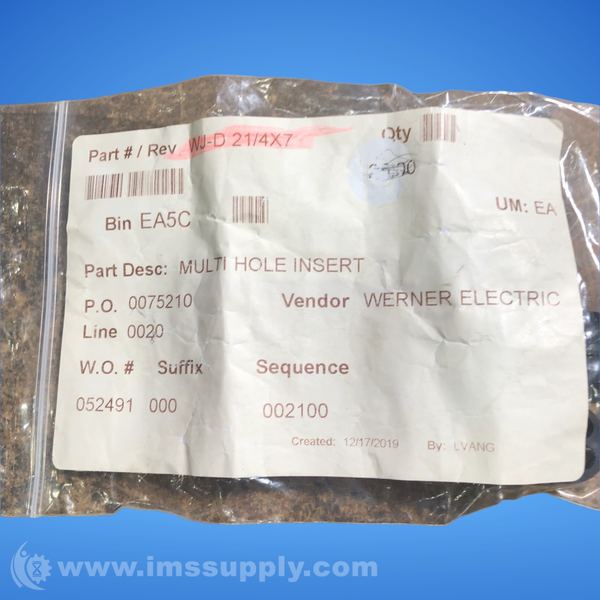 Part # / Rev WJ-D 21/4X7 Qty
Bin EA5C UM: EA
Part Desc: MULTI HOLE INSERT
P.O. 0075210 Vendor WERNER ELECTRIC
Line 0020
W.O. # Suffix Sequence
052491 000 002100
Created: 12/17/2019 By: LVANG
www.imssupply.com